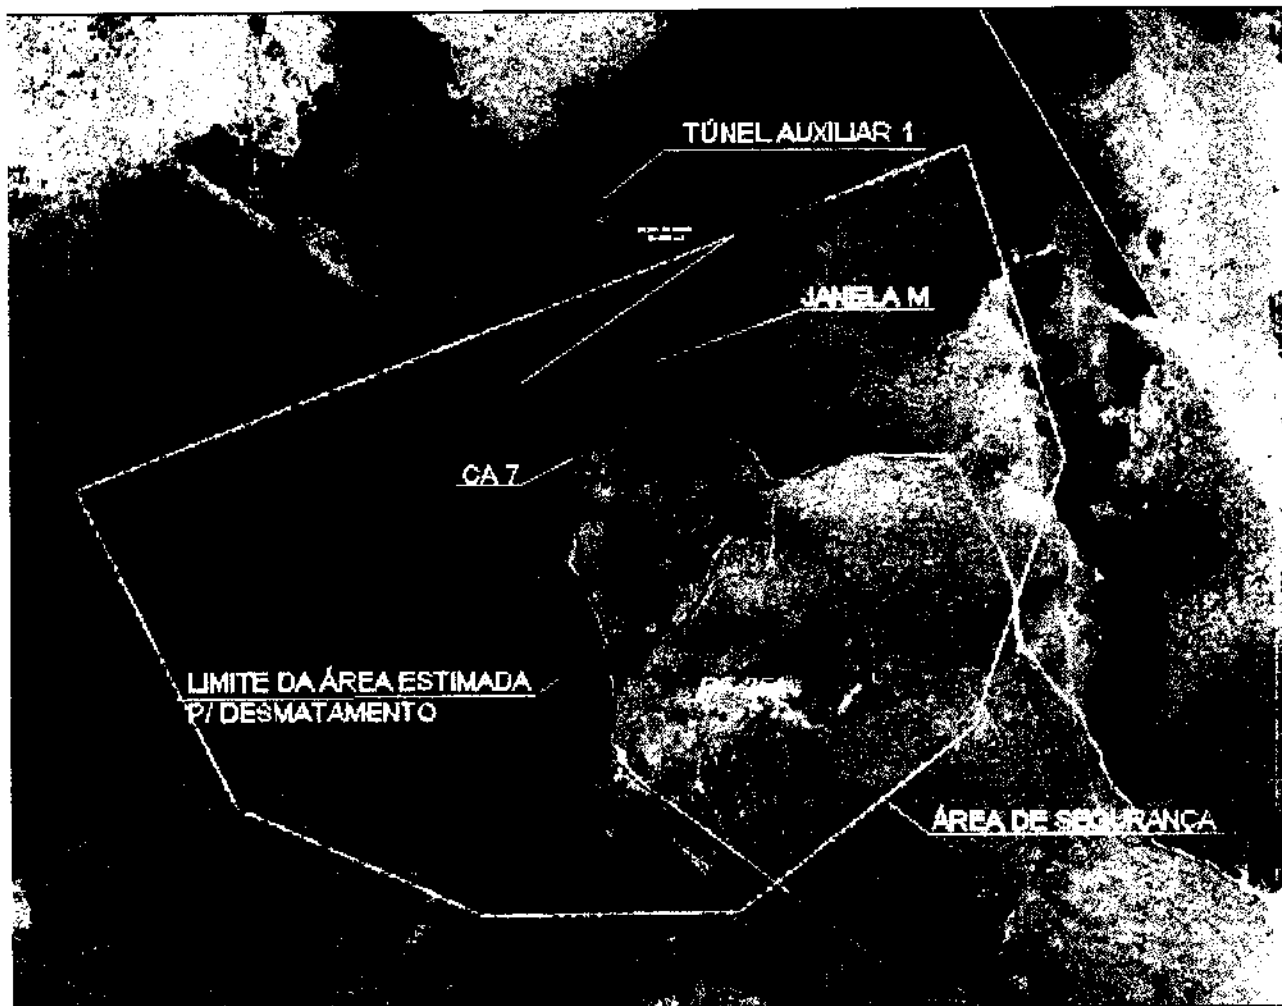 TÚNEL AUXILIAR 1
JANELA M
CA 7
LIMITE DA ÁREA ESTIMADA
P/ DESMATAMENTO
ÁREA DE SEGURANÇA